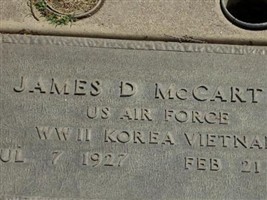 JAMES D MCCART
US AIR FORCE
WWII KOREA VIETNA
UL 7 1927 FEB 21